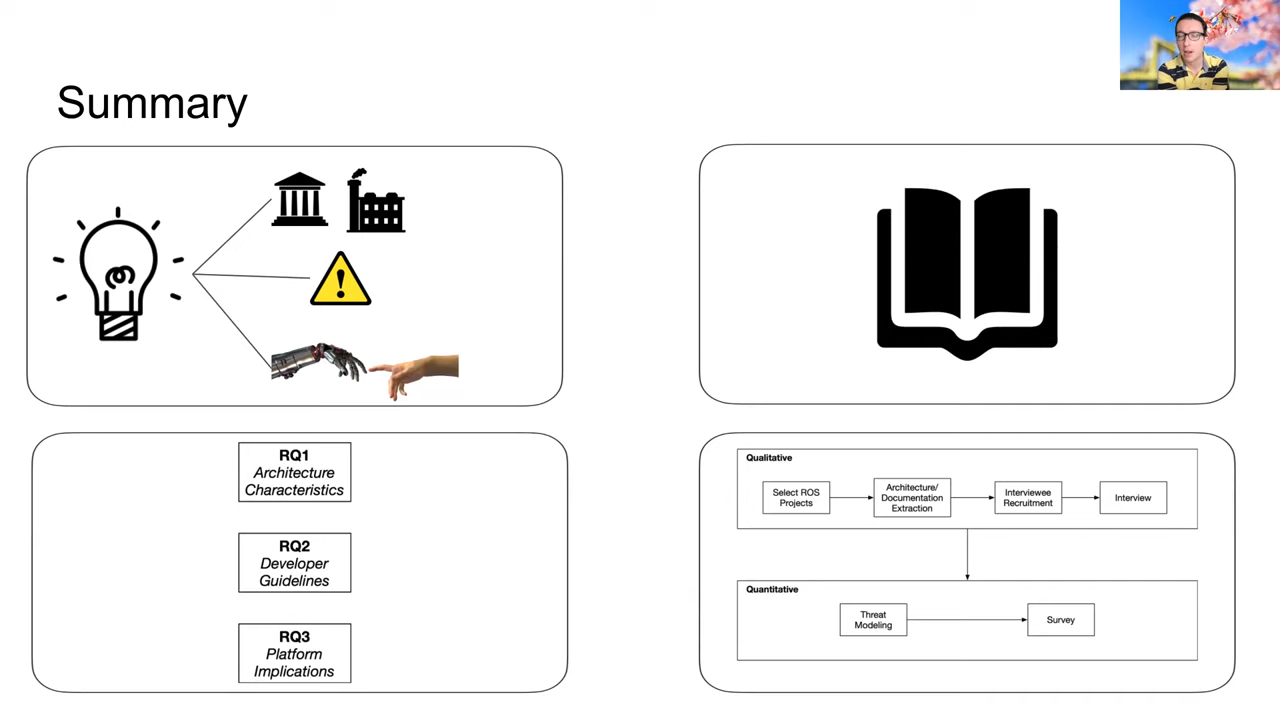 Summary
RQ1
Architecture
Characteristics
RQ2
Developer
Guidelines
RQ3
Platform
Implications
Qualitative
Select ROS
Projects
Architecture/
Documentation
Extraction
Interviewee
Recruitment
Interview
Quantitative
Threat
Modeling
Survey